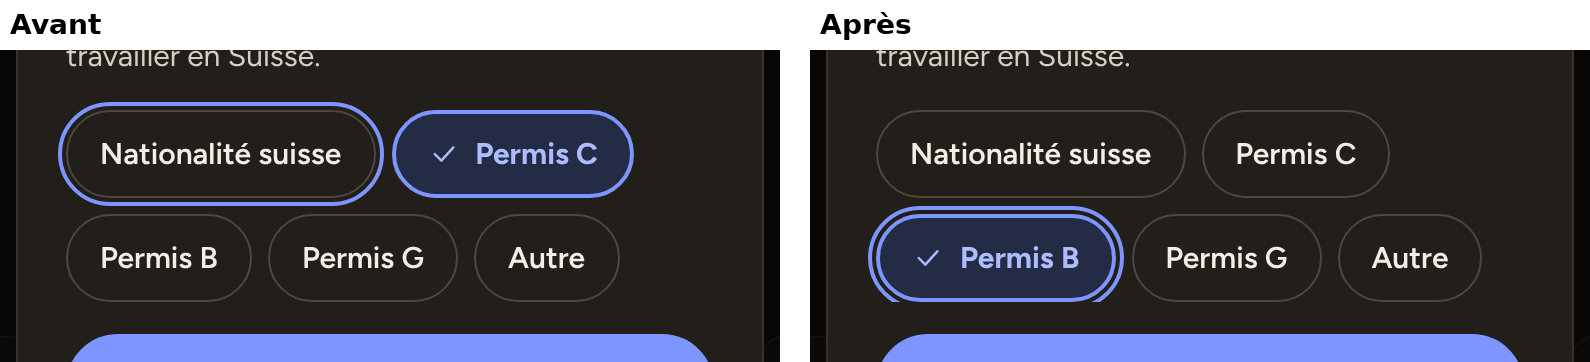 Avant
travailler en Suisse.
Nationalité suisse
Permis C
Permis B
Permis G
Autre
Après
travailler en Suisse.
Nationalité suisse
Permis C
Permis B
Permis G
Autre